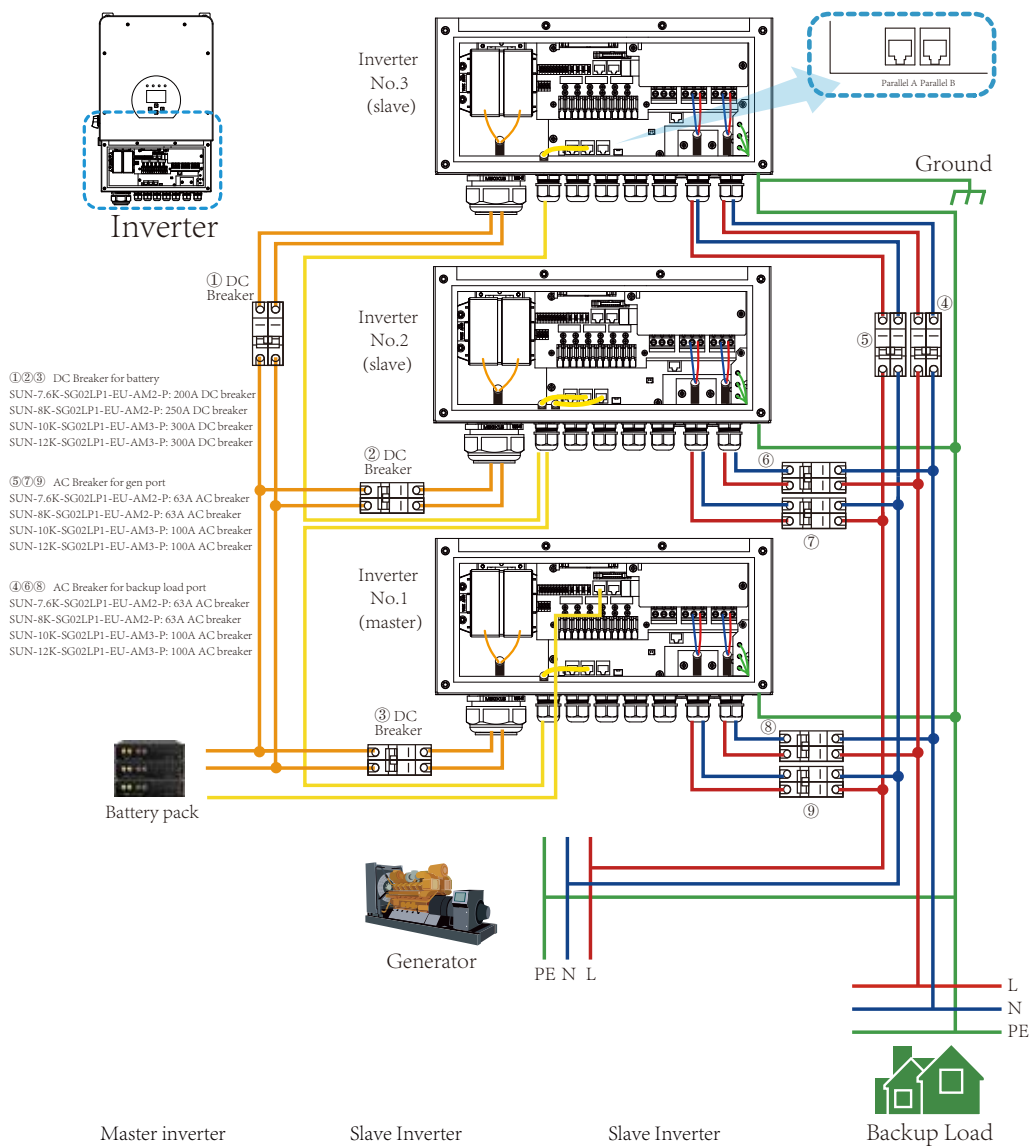 Inverter
No.3
(slave)
Parallel A Parallel B
Ground
Inverter
① DC
Breaker
④
⑤
Inverter
No.2
(slave)
①②③ DC Breaker for battery
SUN-7.6K-SG02LP1-EU-AM2-P: 200A DC breaker
SUN-8K-SG02LP1-EU-AM2-P: 250A DC breaker
SUN-10K-SG02LP1-EU-AM3-P: 300A DC breaker
SUN-12K-SG02LP1-EU-AM3-P: 300A DC breaker
② DC
Breaker
⑥
⑦
⑤⑦⑨ AC Breaker for gen port
SUN-7.6K-SG02LP1-EU-AM2-P: 63A AC breaker
SUN-8K-SG02LP1-EU-AM2-P: 63A AC breaker
SUN-10K-SG02LP1-EU-AM3-P: 100A AC breaker
SUN-12K-SG02LP1-EU-AM3-P: 100A AC breaker
Inverter
No.1
(master)
④⑥⑧ AC Breaker for backup load port
SUN-7.6K-SG02LP1-EU-AM2-P: 63A AC breaker
SUN-8K-SG02LP1-EU-AM2-P: 63A AC breaker
SUN-10K-SG02LP1-EU-AM3-P: 100A AC breaker
SUN-12K-SG02LP1-EU-AM3-P: 100A AC breaker
③ DC
Breaker
⑧
⑨
Battery pack
Generator
PE N L
L
N
PE
Backup Load
Master inverter
Slave Inverter
Slave Inverter